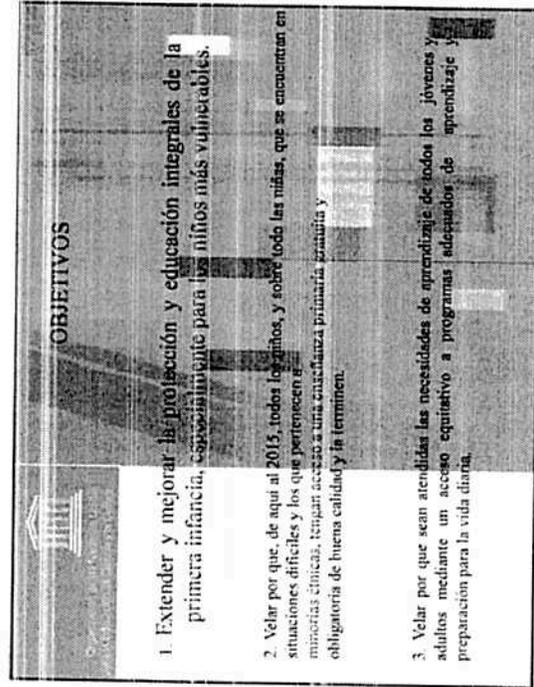 OBJETIVOS
1. Extender y mejorar la protección y educación integrales de la
primera infancia, especialmente para los niños más vulnerables.
2. Velar por que, de aquí al 2015, todos los niños, y sobre todo las niñas, que se encuentran en
situaciones difíciles y los que pertenecen a
minorías étnicas, tengan acceso a una enseñanza primaria gratuita y
obligatoria de buena calidad y la terminen.
3. Velar por que sean atendidas las necesidades de aprendizaje de todos los jóvenes y
adultos mediante un acceso equitativo a programas adecuados de aprendizaje y
preparación para la vida diaria,